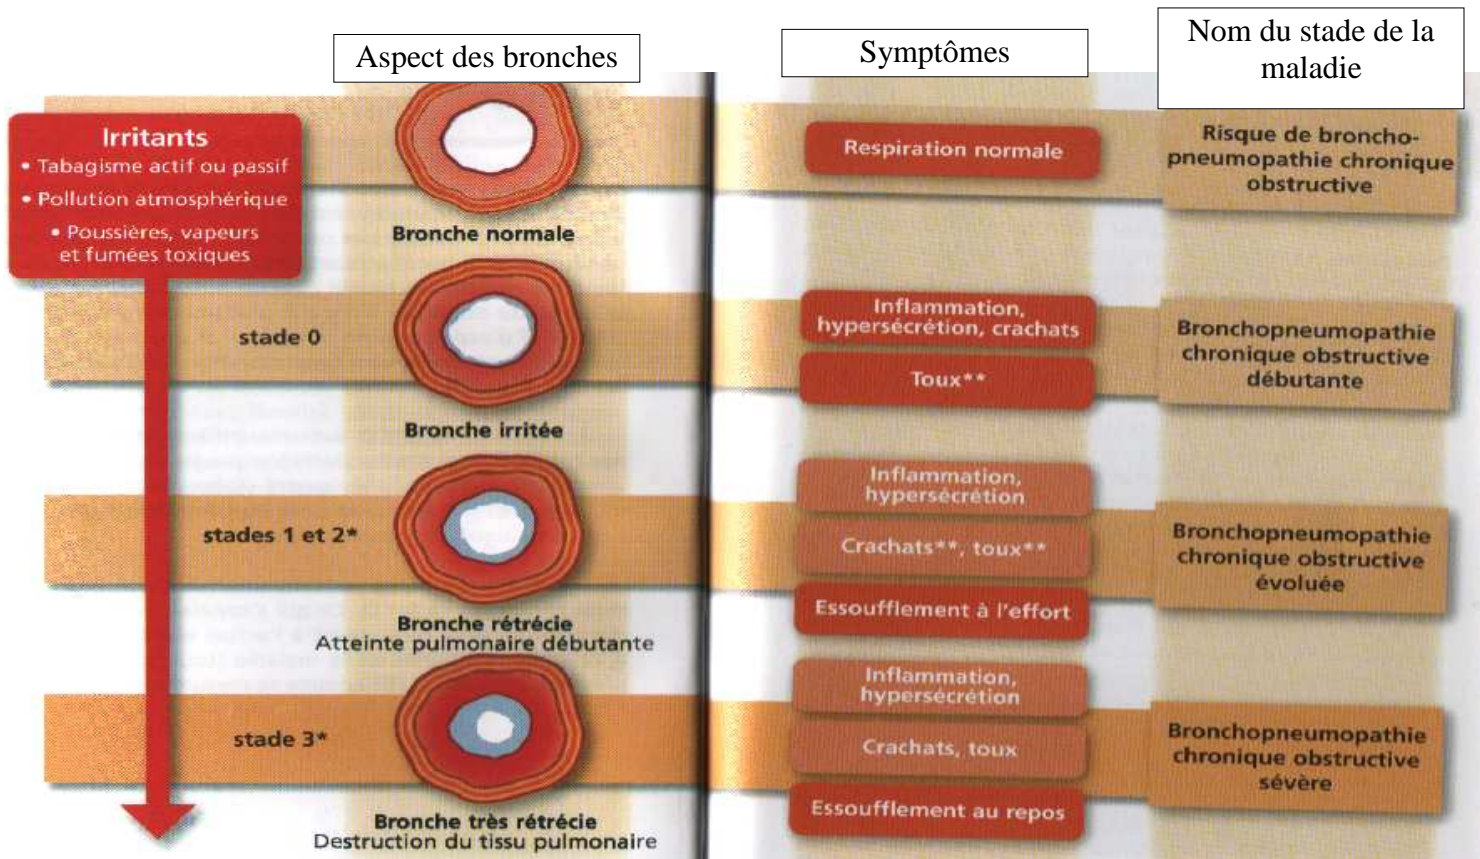 Aspect des bronches
Symptômes
Nom du stade de la
maladie
Irritants
• Tabagisme actif ou passif
• Pollution atmosphérique
• Poussières, vapeurs
et fumées toxiques
Bronche normale
Respiration normale
Risque de broncho-
pneumopathie chronique
obstructive
stade 0
Bronche irritée
Inflammation,
hypersécrétion, crachats
Toux**
Bronchopneumopathie
chronique obstructive
débutante
stades 1 et 2*
Bronche rétrécie
Atteinte pulmonaire débutante
Inflammation,
hypersécrétion
Crachats**, toux**
Essoufflement à l'effort
Bronchopneumopathie
chronique obstructive
évoluée
stade 3*
Bronche très rétrécie
Destruction du tissu pulmonaire
Inflammation,
hypersécrétion
Crachats, toux
Essoufflement au repos
Bronchopneumopathie
chronique obstructive
sévère